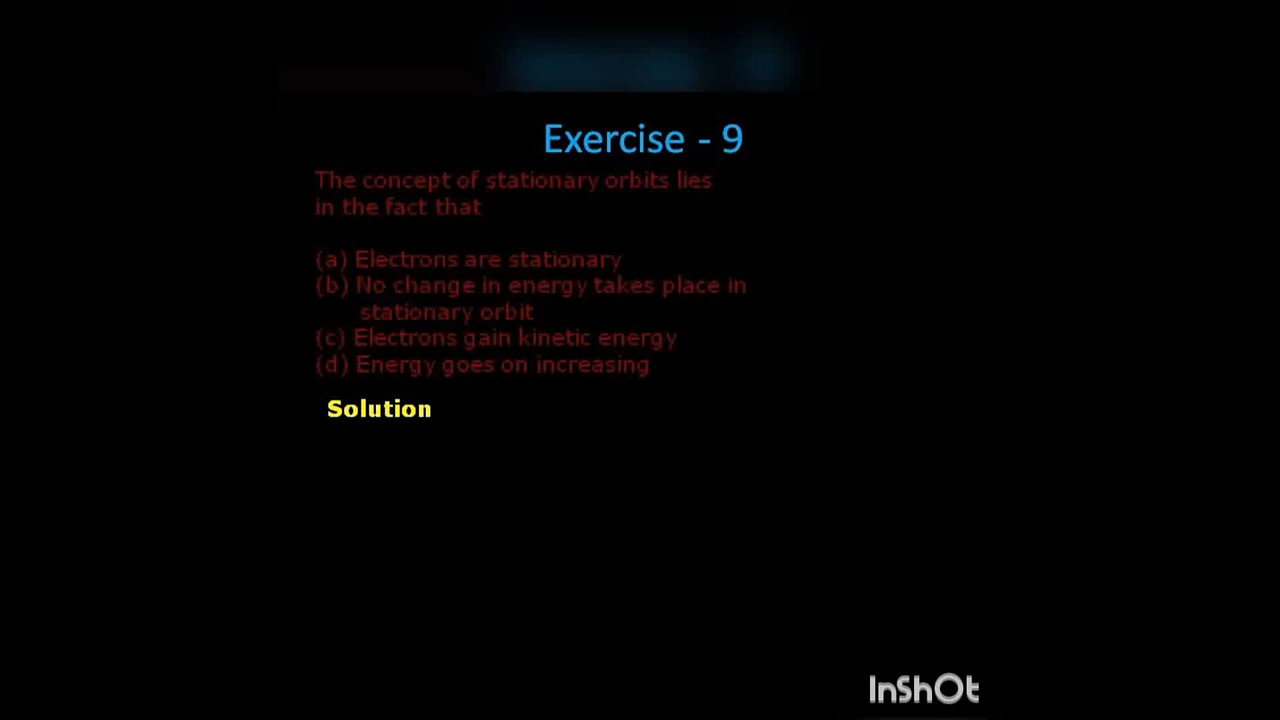 Exercise - 9
The concept of stationary orbits lies
in the fact that
(a) Electrons are stationary
(b) No change in energy takes place in
stationary orbit
(c) Electrons gain kinetic energy
(d) Energy goes on increasing
Solution
InShOt